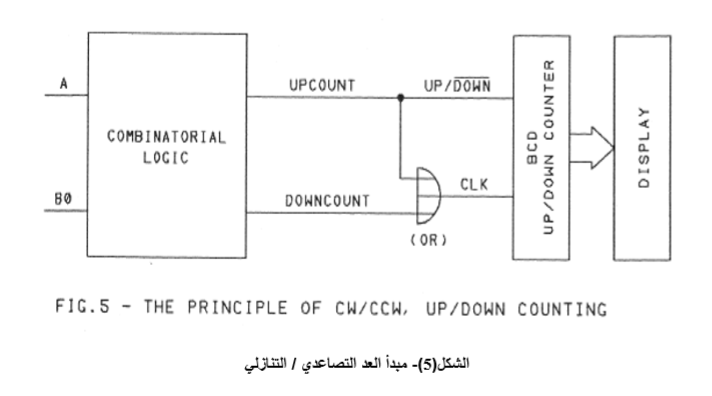 A
B0
COMBINATORIAL
LOGIC
UPCOUNT
DOWNCOUNT
UP/DOWN
CLK
(OR)
BCD
UP/DOWN COUNTER
DISPLAY
FIG.5 - THE PRINCIPLE OF CW/CCW, UP/DOWN COUNTING
الشكل(5)- مبدأ العد التصاعدي / التنازلي